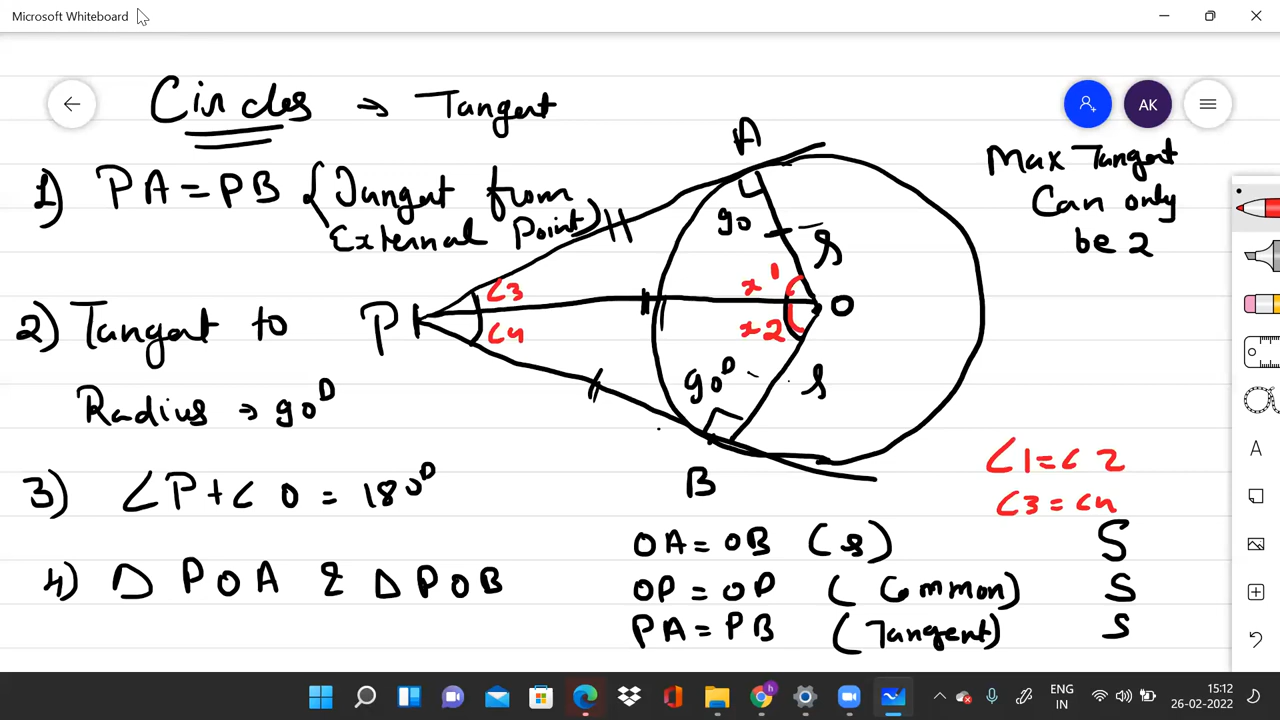 Microsoft Whiteboard
Circles → Tangent
AK
1) PA = PB { Tangent from
External Point }
Max Tangent
Can only
be 2
A
90
r
∠3
x1
P
O
∠4
x2
2) Tangent to
Radius → 90°
90°
r
B
∠1 = ∠2
∠3 = ∠4
3) ∠P + ∠O = 180°
OA = OB (r) S
4) △ POA & △ POB
OP = OP (Common) S
PA = PB (Tangent) S
A
ENG
IN
15:12
26-02-2022